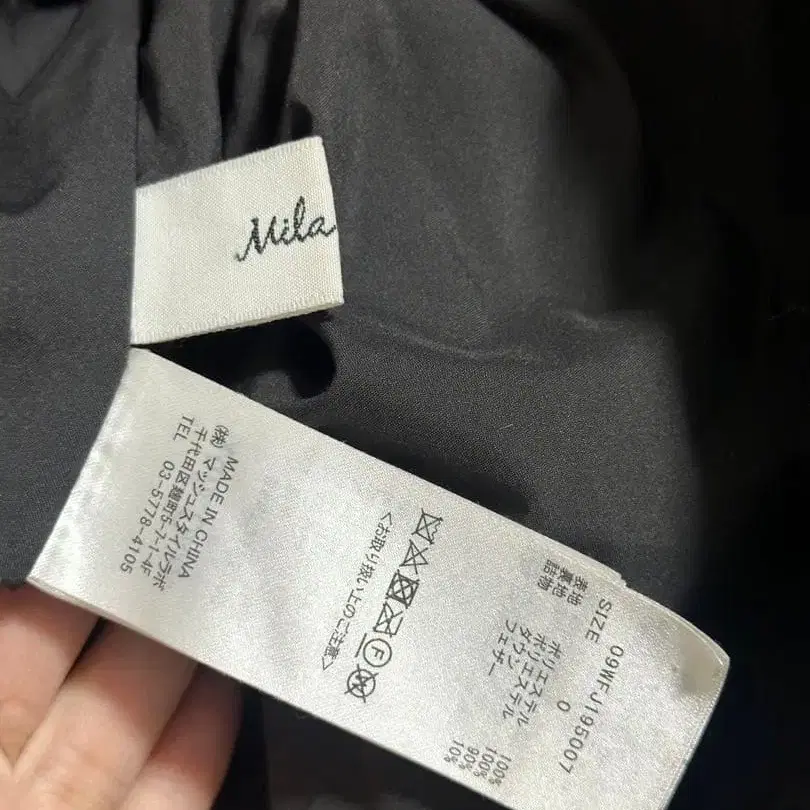 Mila
09WFJ195007
SIZE 0
表地 ポリエステル 100%
裏地 ポリエステル 100%
詰物 ダウン 90%
フェザー 10%
<お取り扱い上のご注意>
F
MADE IN CHINA
(株)マッシュスタイルラボ
千代田区麹町5-7-1-4F
TEL 03-5778-4105